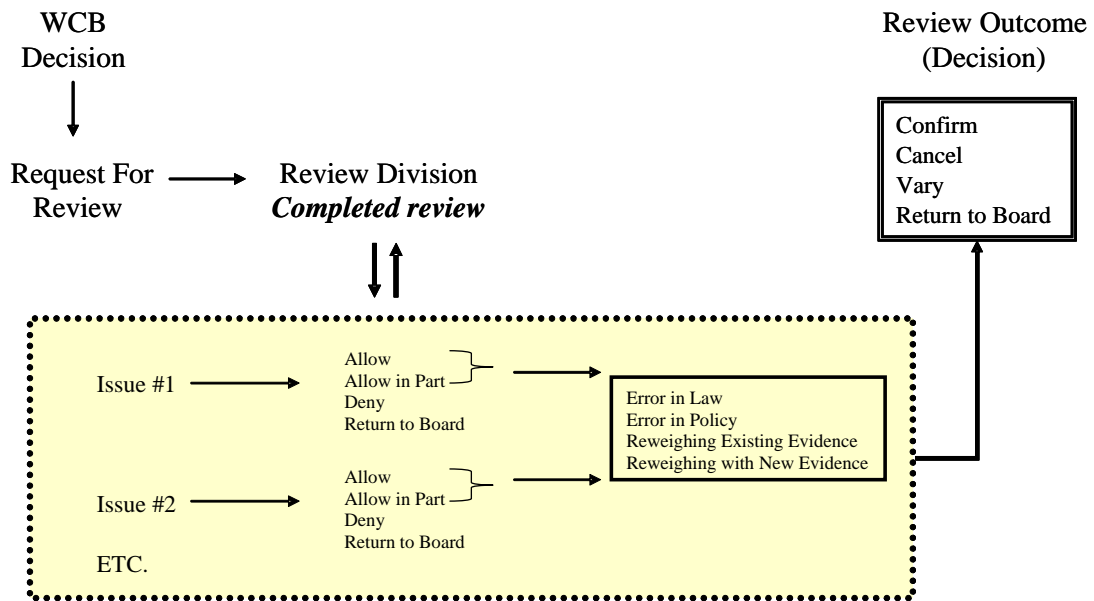 WCB
Decision
Request For
Review
Review Division
Completed review
Review Outcome
(Decision)
Confirm
Cancel
Vary
Return to Board
Issue #1
Allow
Allow in Part
Deny
Return to Board
Issue #2
Allow
Allow in Part
Deny
Return to Board
ETC.
Error in Law
Error in Policy
Reweighing Existing Evidence
Reweighing with New Evidence